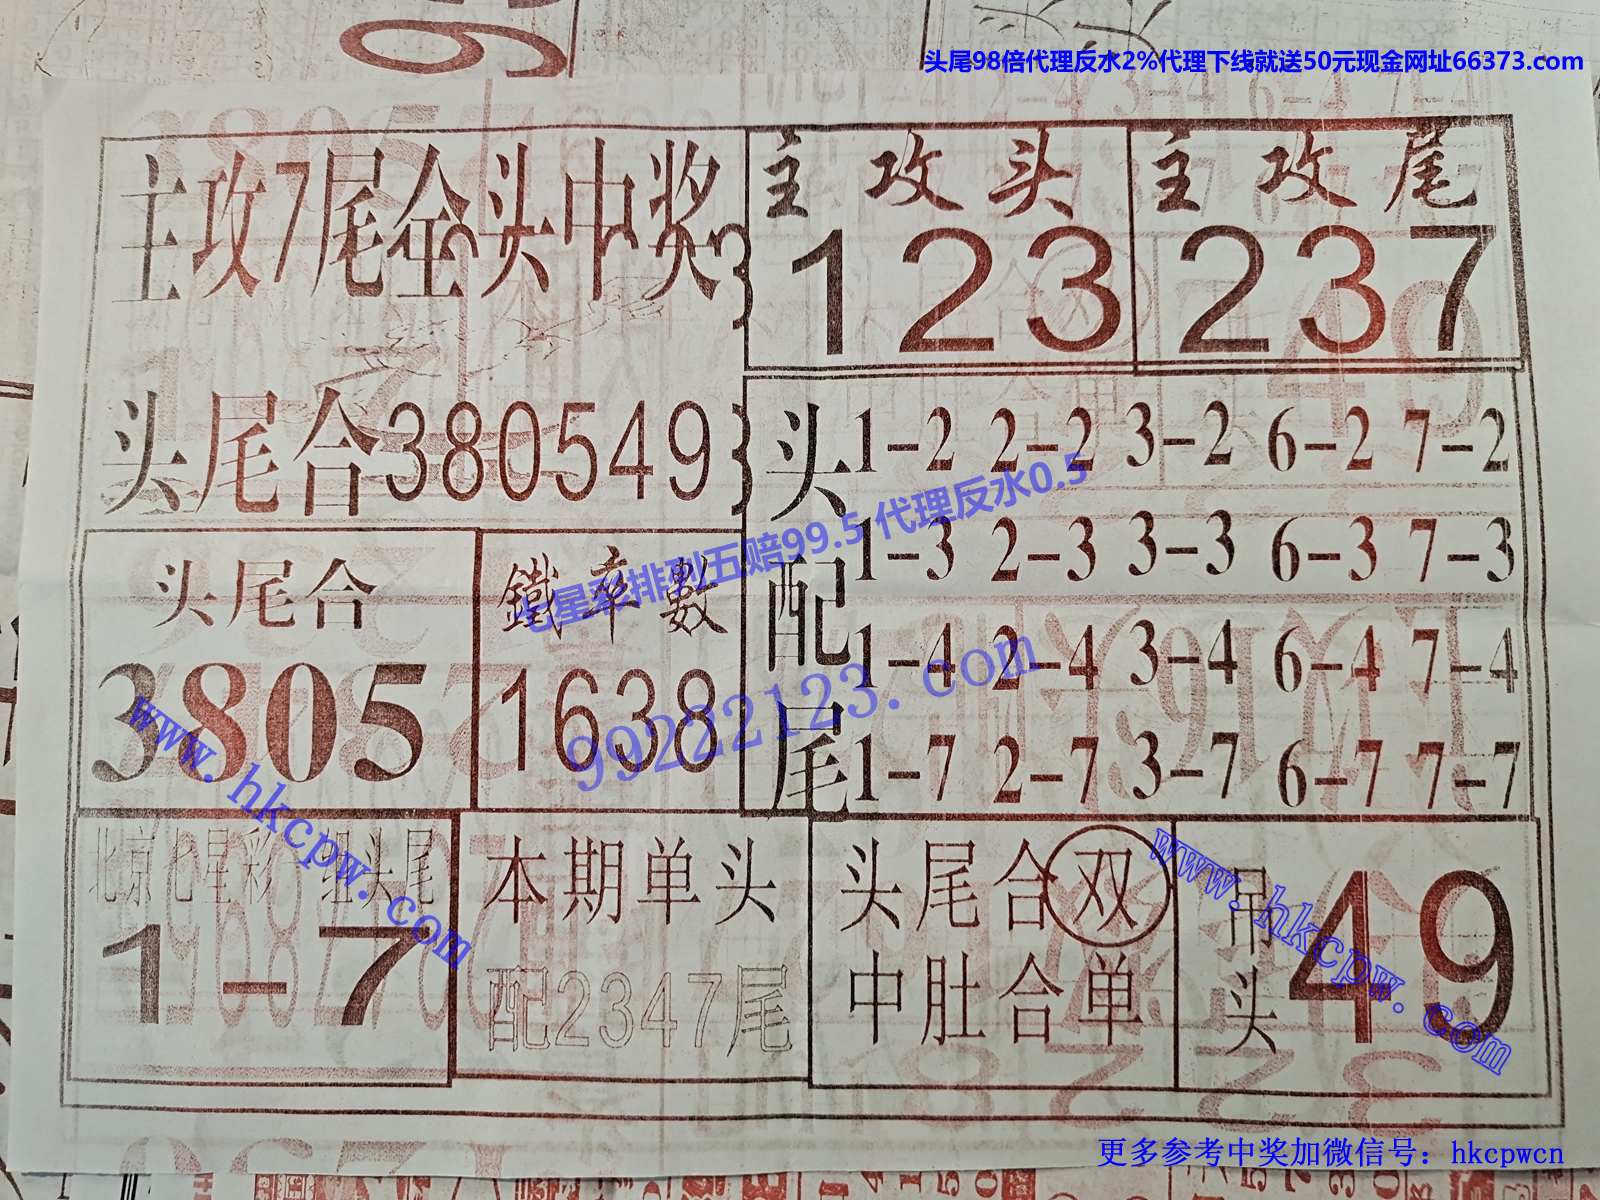 头尾98倍代理反水2%代理下线就送50元现金网址66373.com
主攻7尾全头中奖
主攻头
123
主攻尾
237
头尾合380549
头配尾
1-2 2-2 3-2 6-2 7-2
1-3 2-3 3-3 6-3 7-3
1-4 2-4 3-4 6-4 7-4
1-7 2-7 3-7 6-7 7-7
七星彩排列五赔99.5 代理反水0.5
99222123.com
头尾合
3805
鐵率數
1638
www.hkcpw.com
北京七星彩一组头尾
1-7
本期单头
配2347尾
头尾合双
中肚合单
吊头
49
www.hkcpw.com
更多参考中奖加微信号：hkcpwcn